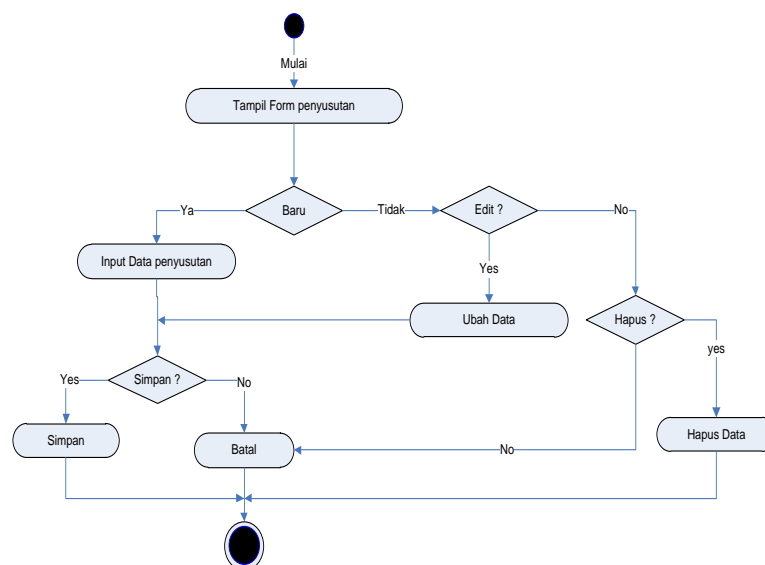 Mulai
Tampil Form penyusutan
Baru
Ya
Tidak
Edit ?
No
Input Data penyusutan
Yes
Ubah Data
Hapus ?
yes
Simpan ?
Yes
No
Simpan
Batal
No
Hapus Data